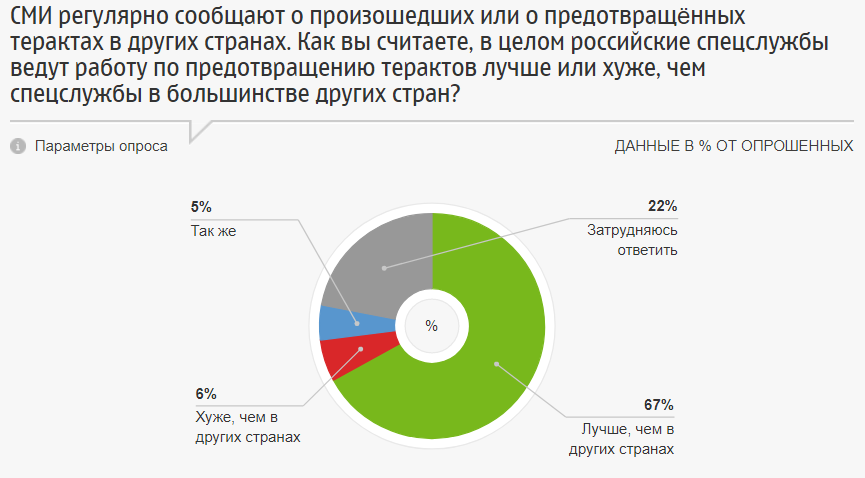 СМИ регулярно сообщают о произошедших или о предотвращённых
терактах в других странах. Как вы считаете, в целом российские спецслужбы
ведут работу по предотвращению терактов лучше или хуже, чем
спецслужбы в большинстве других стран?
i Параметры опроса
ДАННЫЕ В % ОТ ОПРОШЕННЫХ
5%
Так же
22%
Затрудняюсь
ответить
%
6%
Хуже, чем в
других странах
67%
Лучше, чем в
других странах